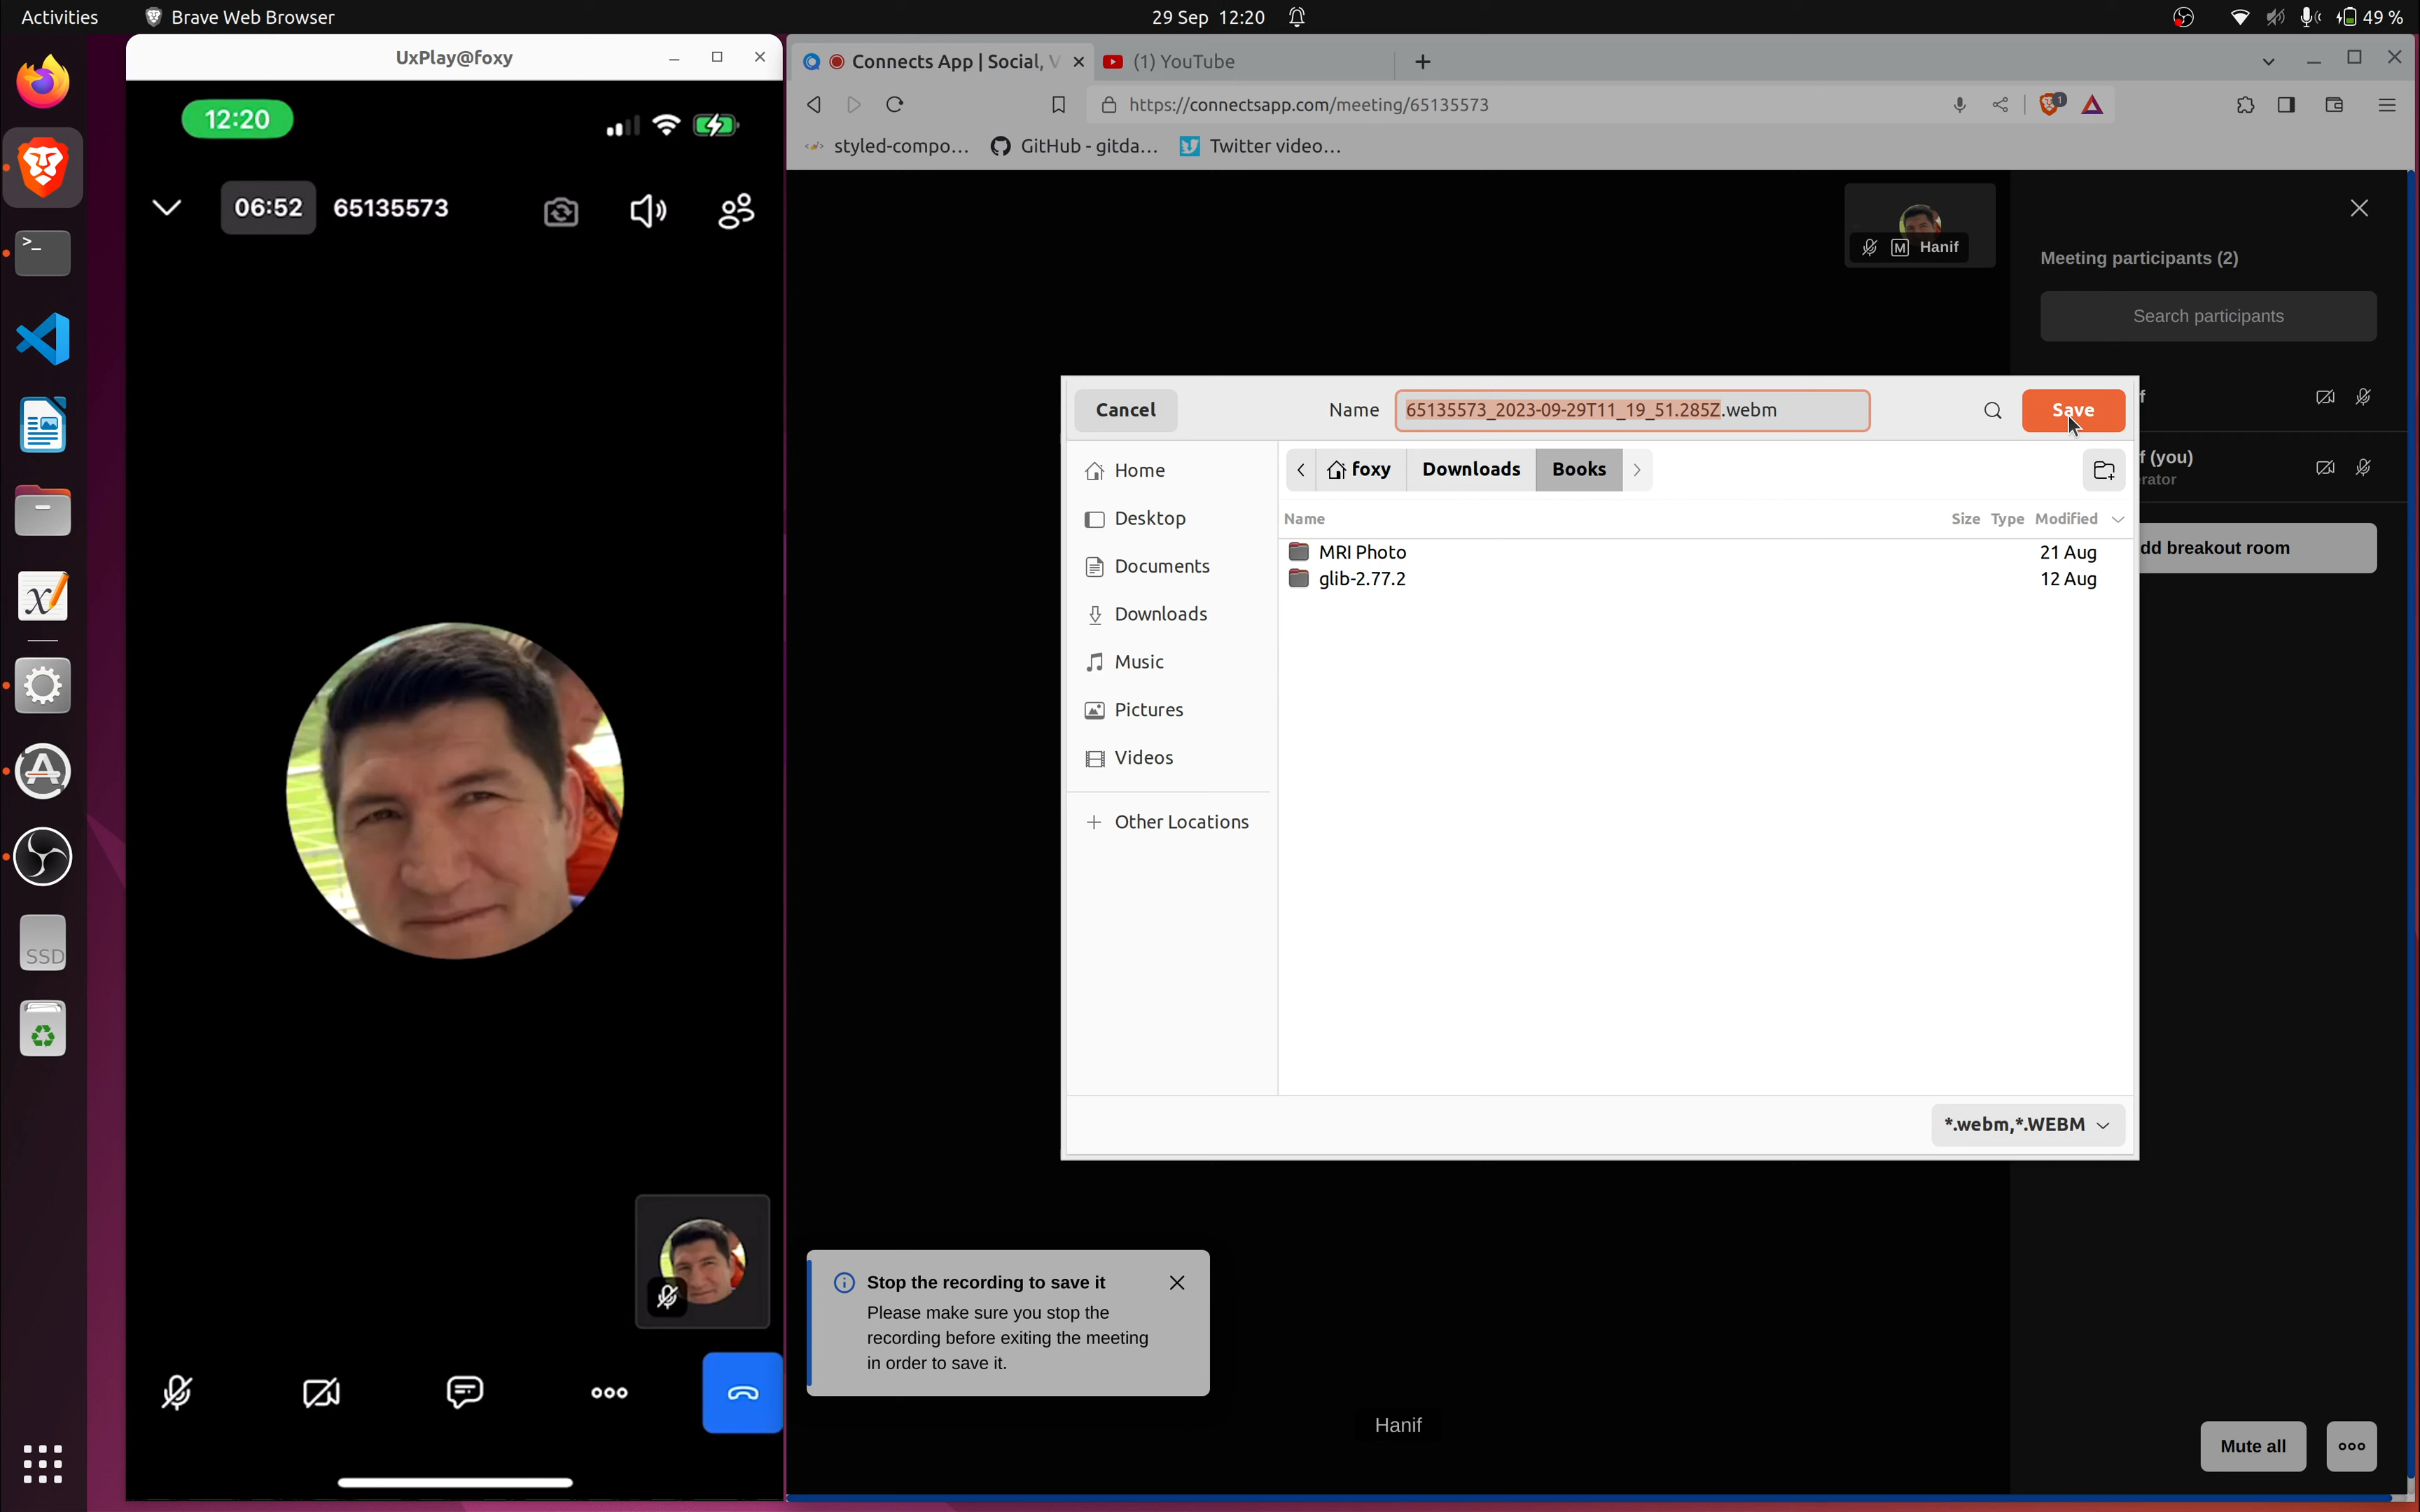 Activities
Brave Web Browser
29 Sep 12:20
49 %
UxPlay@foxy
12:20
06:52
65135573
SSD
Connects App | Social, V
(1) YouTube
https://connectsapp.com/meeting/65135573
1
styled-compo...
GitHub - gitda...
Twitter video...
M Hanif
Meeting participants (2)
Search participants
f
f (you)
rator
dd breakout room
Cancel
Name
65135573_2023-09-29T11_19_51.285Z.webm
Save
Home
Desktop
Documents
Downloads
Music
Pictures
Videos
Other Locations
foxy
Downloads
Books
Name
Size Type Modified
MRI Photo
21 Aug
glib-2.77.2
12 Aug
*.webm,*.WEBM
Stop the recording to save it
Please make sure you stop the
recording before exiting the meeting
in order to save it.
Hanif
Mute all